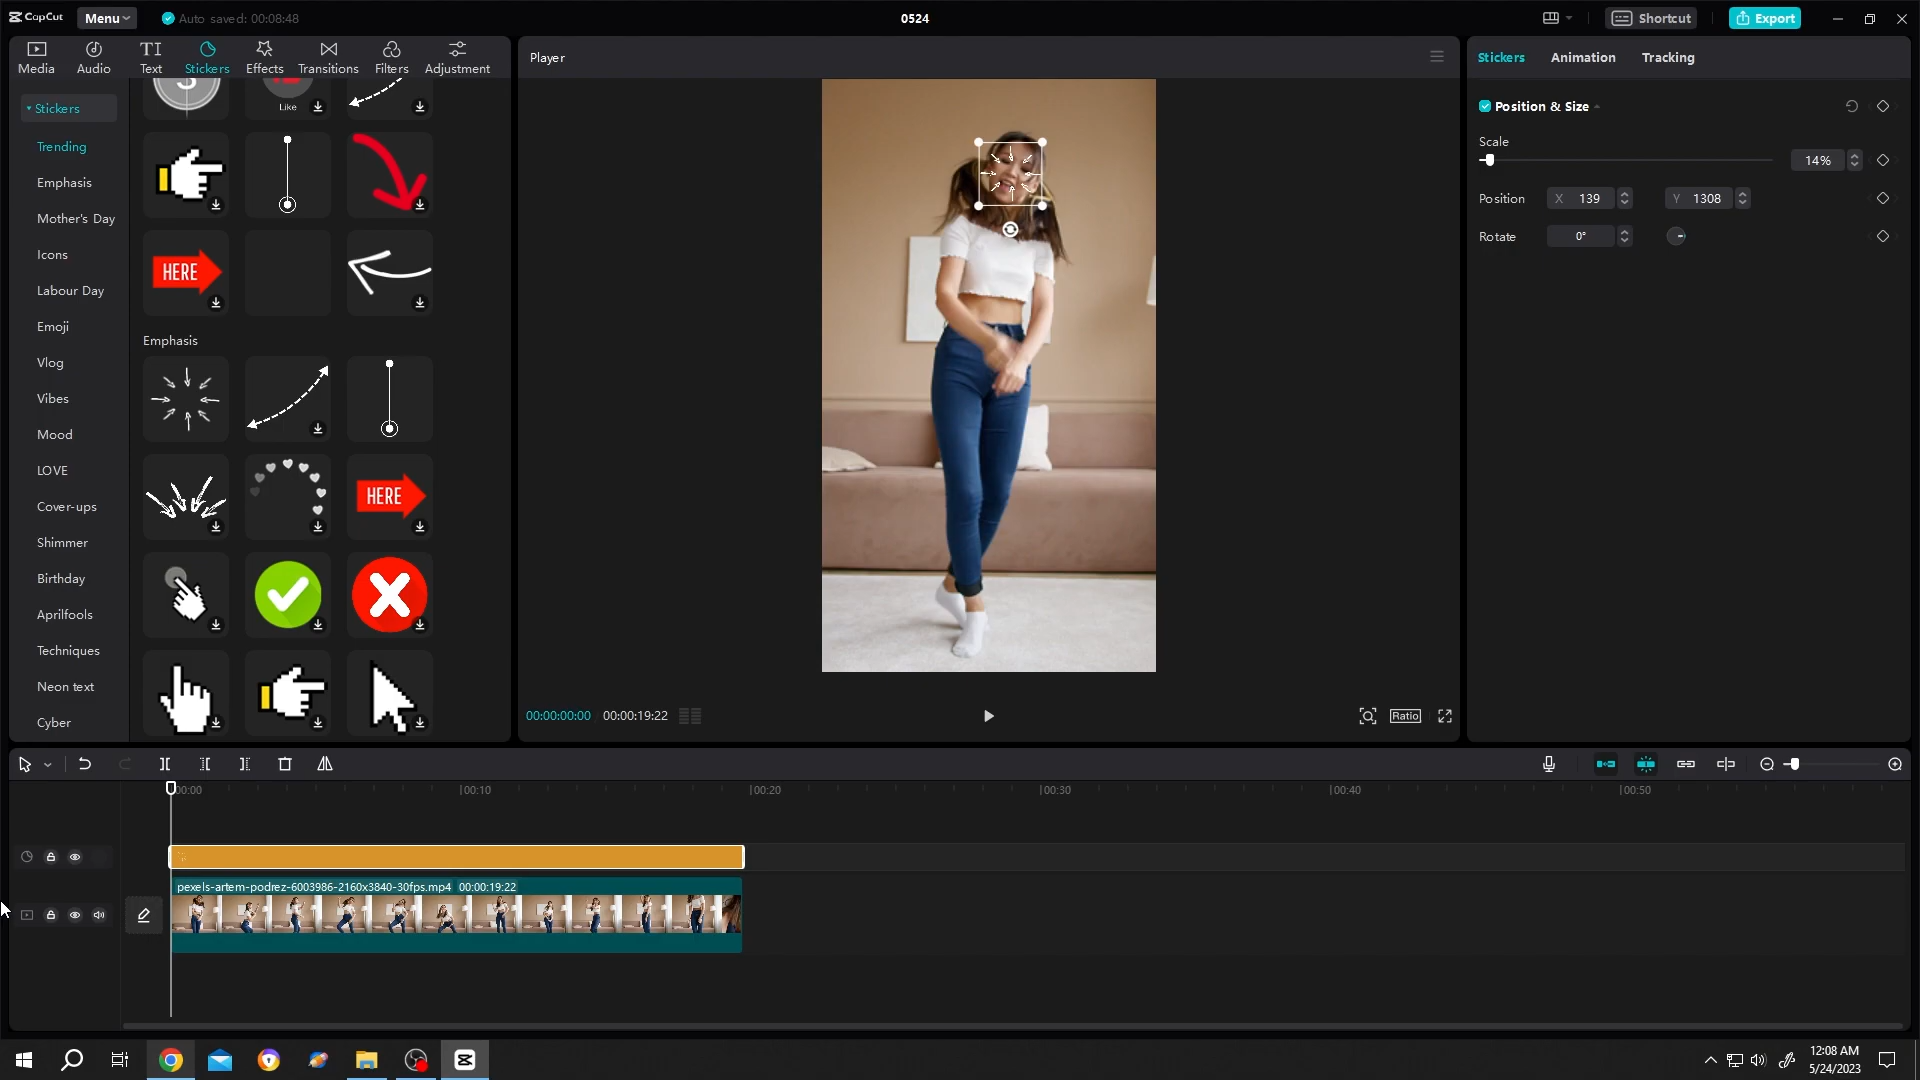 CapCut
Menu
Auto saved: 00:08:48
0524
Shortcut
Export
Media
Audio
TI
Text
Stickers
Effects
Transitions
Filters
Adjustment
Stickers
Trending
Emphasis
Mother's Day
Icons
Labour Day
Emoji
Vlog
Vibes
Mood
LOVE
Cover-ups
Shimmer
Birthday
Aprilfools
Techniques
Neon text
Cyber
3
Like
HERE
Emphasis
HERE
Player
00:00:00:00
00:00:19:22
Ratio
Stickers
Animation
Tracking
Position & Size
Scale
14%
Position
X 139
Y 1308
Rotate
0°
00:00
00:10
00:20
00:30
00:40
00:50
pexels-artem-podrez-6003986-2160x3840-30fps.mp4 00:00:19:22
12:08 AM
5/24/2023